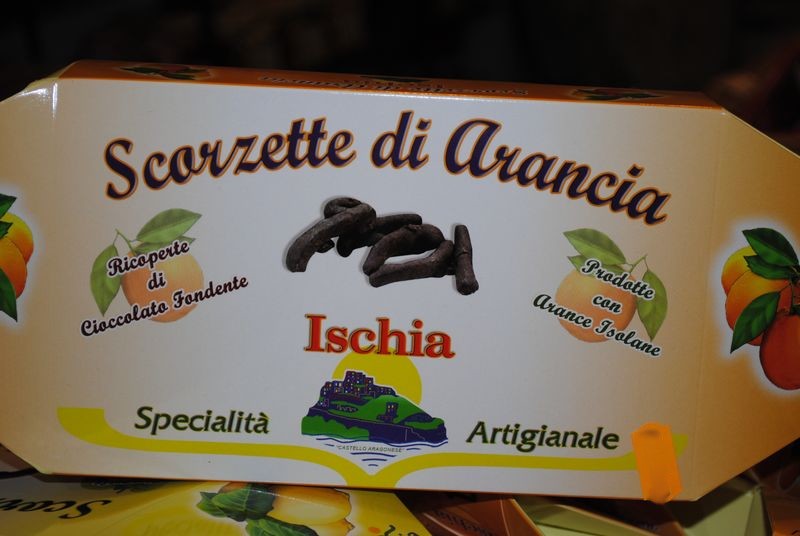 Scorzette di Arancia
Ricoperte
di
Cioccolato Fondente
Prodotte
con
Arance Isolane
Ischia
Specialità Artigianale
"CASTELLO ARAGONESE"